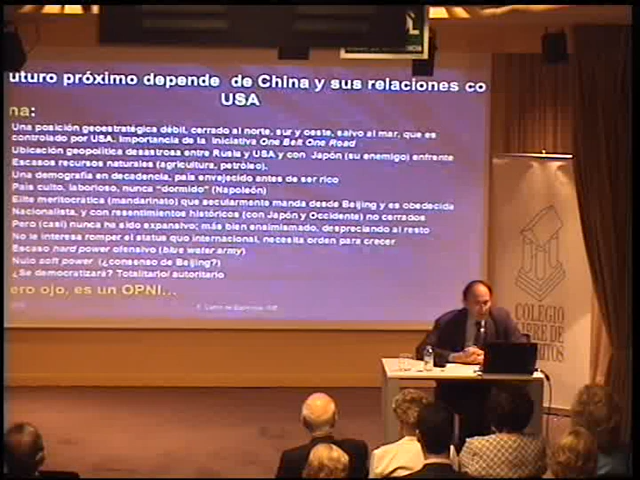 uturo próximo depende de China y sus relaciones co
USA
na:
Una posición geoestratégica débil, cerrado al norte, sur y oeste, salvo al mar, que es
controlado por USA. Importancia de la iniciativa One Belt One Road
Ubicación geopolítica desastrosa entre Rusia y USA y con Japón (su enemigo) enfrente
Escasos recursos naturales (agricultura, petróleo).
Una demografía en decadencia, país envejecido antes de ser rico
País culto, laborioso, nunca "dormido" (Napoleón)
Elite meritocrática (mandarinato) que secularmente manda desde Beijing y es obedecida
Nacionalista, y con resentimientos históricos (con Japón y Occidente) no cerrados
Pero (casi) nunca ha sido expansivo; más bien ensimismado, despreciando al resto
No le interesa romper el status quo internacional, necesita orden para crecer
Escaso hard power ofensivo (blue water army)
Nulo soft power (¿consenso de Beijing?)
¿Se democratizará? Totalitario/ autoritario
ero ojo, es un OPNI...
COLEGIO
LIBRE DE